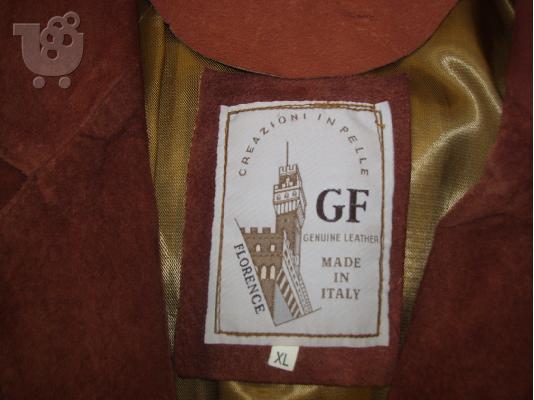 CREAZIONI IN PELLE
GF
GENUINE LEATHER
MADE
IN
ITALY
FLORENCE
XL